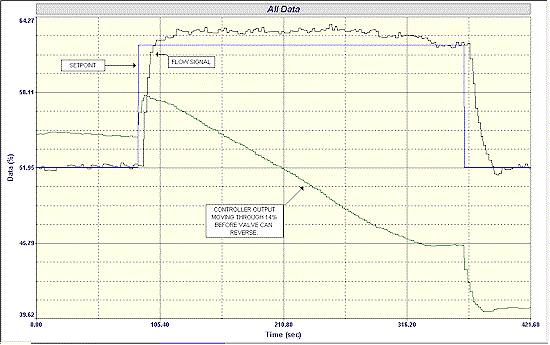 All Data
64.27
58.11
51.95
45.79
39.62
Data (%)
SETPOINT
FLOW SIGNAL
CONTROLLER OUTPUT
MOVING THROUGH 14%
BEFORE VALVE CAN
REVERSE.
0.00
105.40
210.80
316.20
421.60
Time (sec)